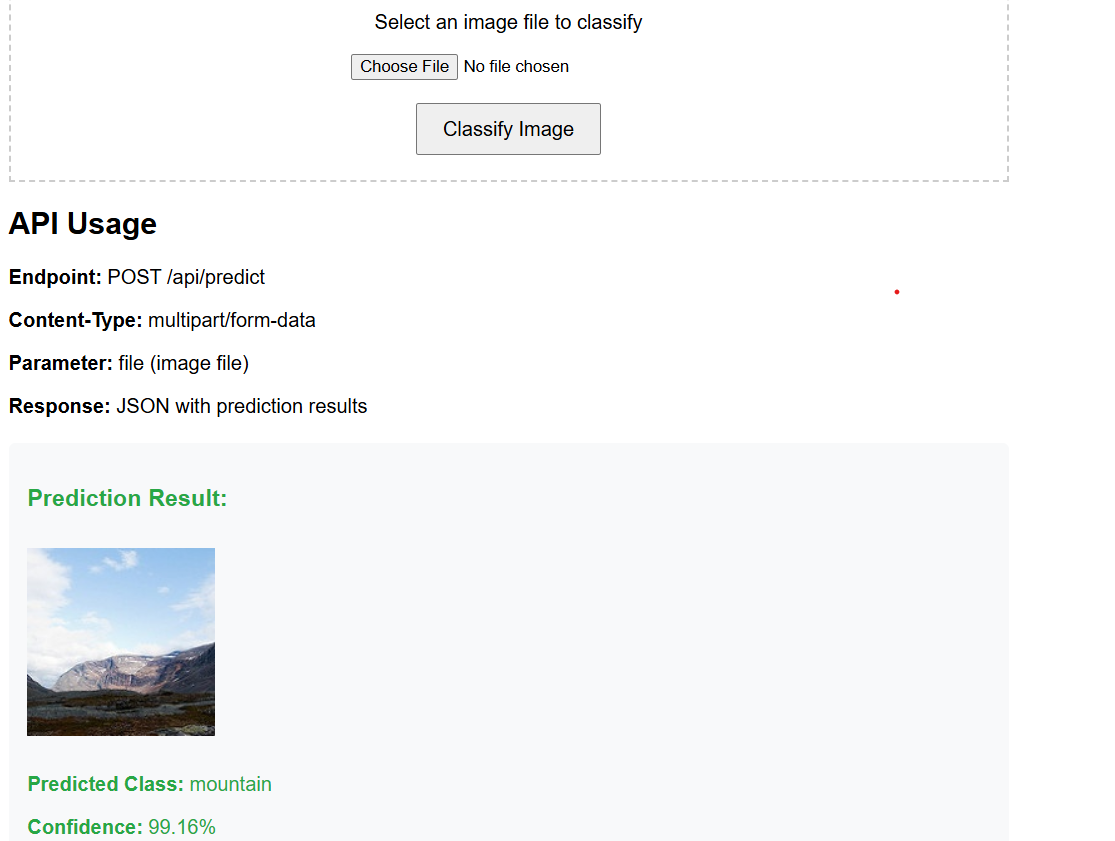 Select an image file to classify
Choose File No file chosen
Classify Image
API Usage
Endpoint: POST /api/predict
Content-Type: multipart/form-data
Parameter: file (image file)
Response: JSON with prediction results
Prediction Result:
Predicted Class: mountain
Confidence: 99.16%